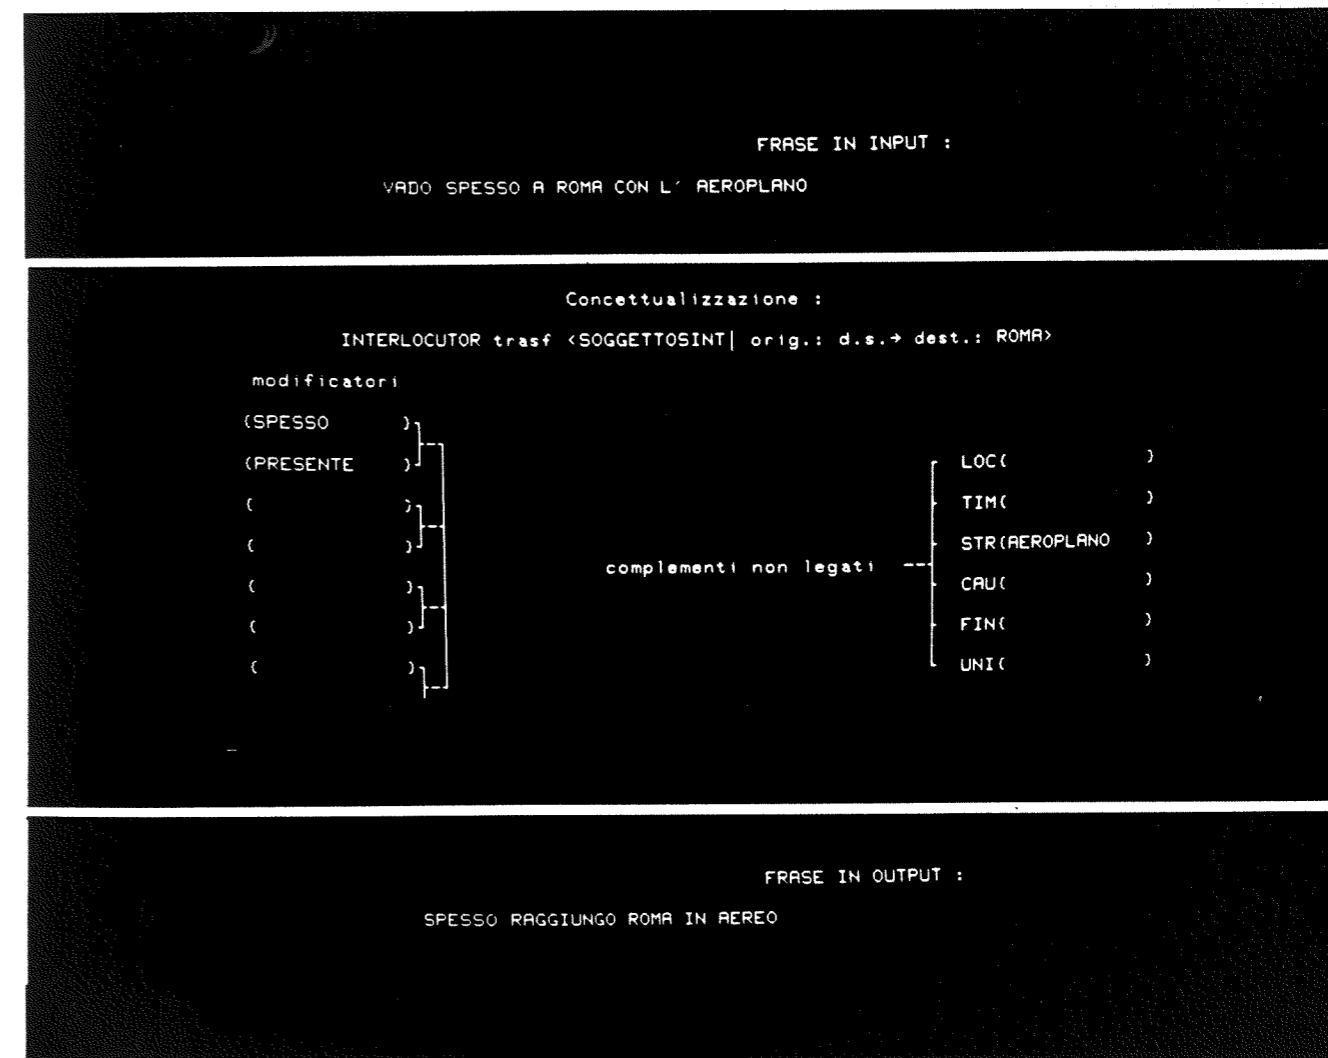 FRASE IN INPUT :
VADO SPESSO A ROMA CON L' AEROPLANO
Concettualizzazione :
INTERLOCUTOR trasf <SOGGETTOSINT| orig.: d.s.→ dest.: ROMA>
modificatori
(SPESSO )
(PRESENTE )
( )
( )
( )
( )
( )
complementi non legati
LOC( )
TIM( )
STR(AEROPLANO )
CAU( )
FIN( )
UNI( )
FRASE IN OUTPUT :
SPESSO RAGGIUNGO ROMA IN AEREO